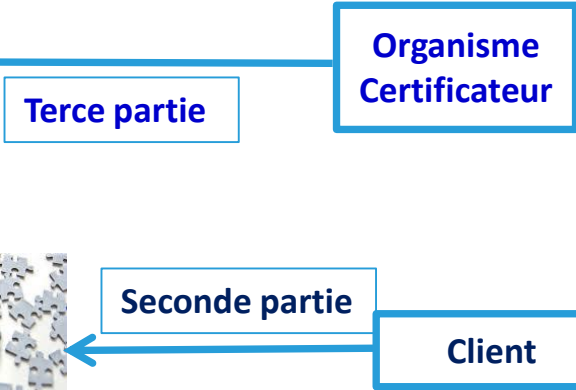 Organisme
Certificateur
Terce partie
Seconde partie
Client